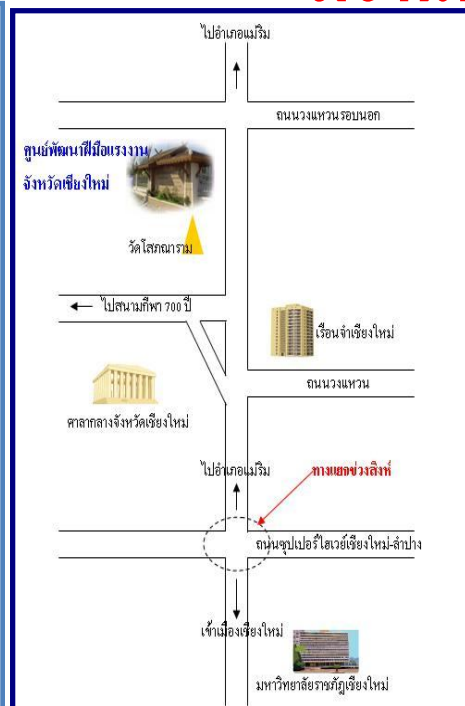 ไปอำเภอแม่ริม
ถนนวงแหวนรอบนอก
ศูนย์พัฒนาฝีมือแรงงาน
จังหวัดเชียงใหม่
วัดโสภณาราม
ไปสนามกีฬา 700 ปี
เรือนจำเชียงใหม่
ถนนวงแหวน
ศาลากลางจังหวัดเชียงใหม่
ไปอำเภอแม่ริม
ทางแยกข่วงสิงห์
ถนนซุปเปอร์ไฮเวย์เชียงใหม่-ลำปาง
เข้าเมืองเชียงใหม่
มหาวิทยาลัยราชภัฏเชียงใหม่